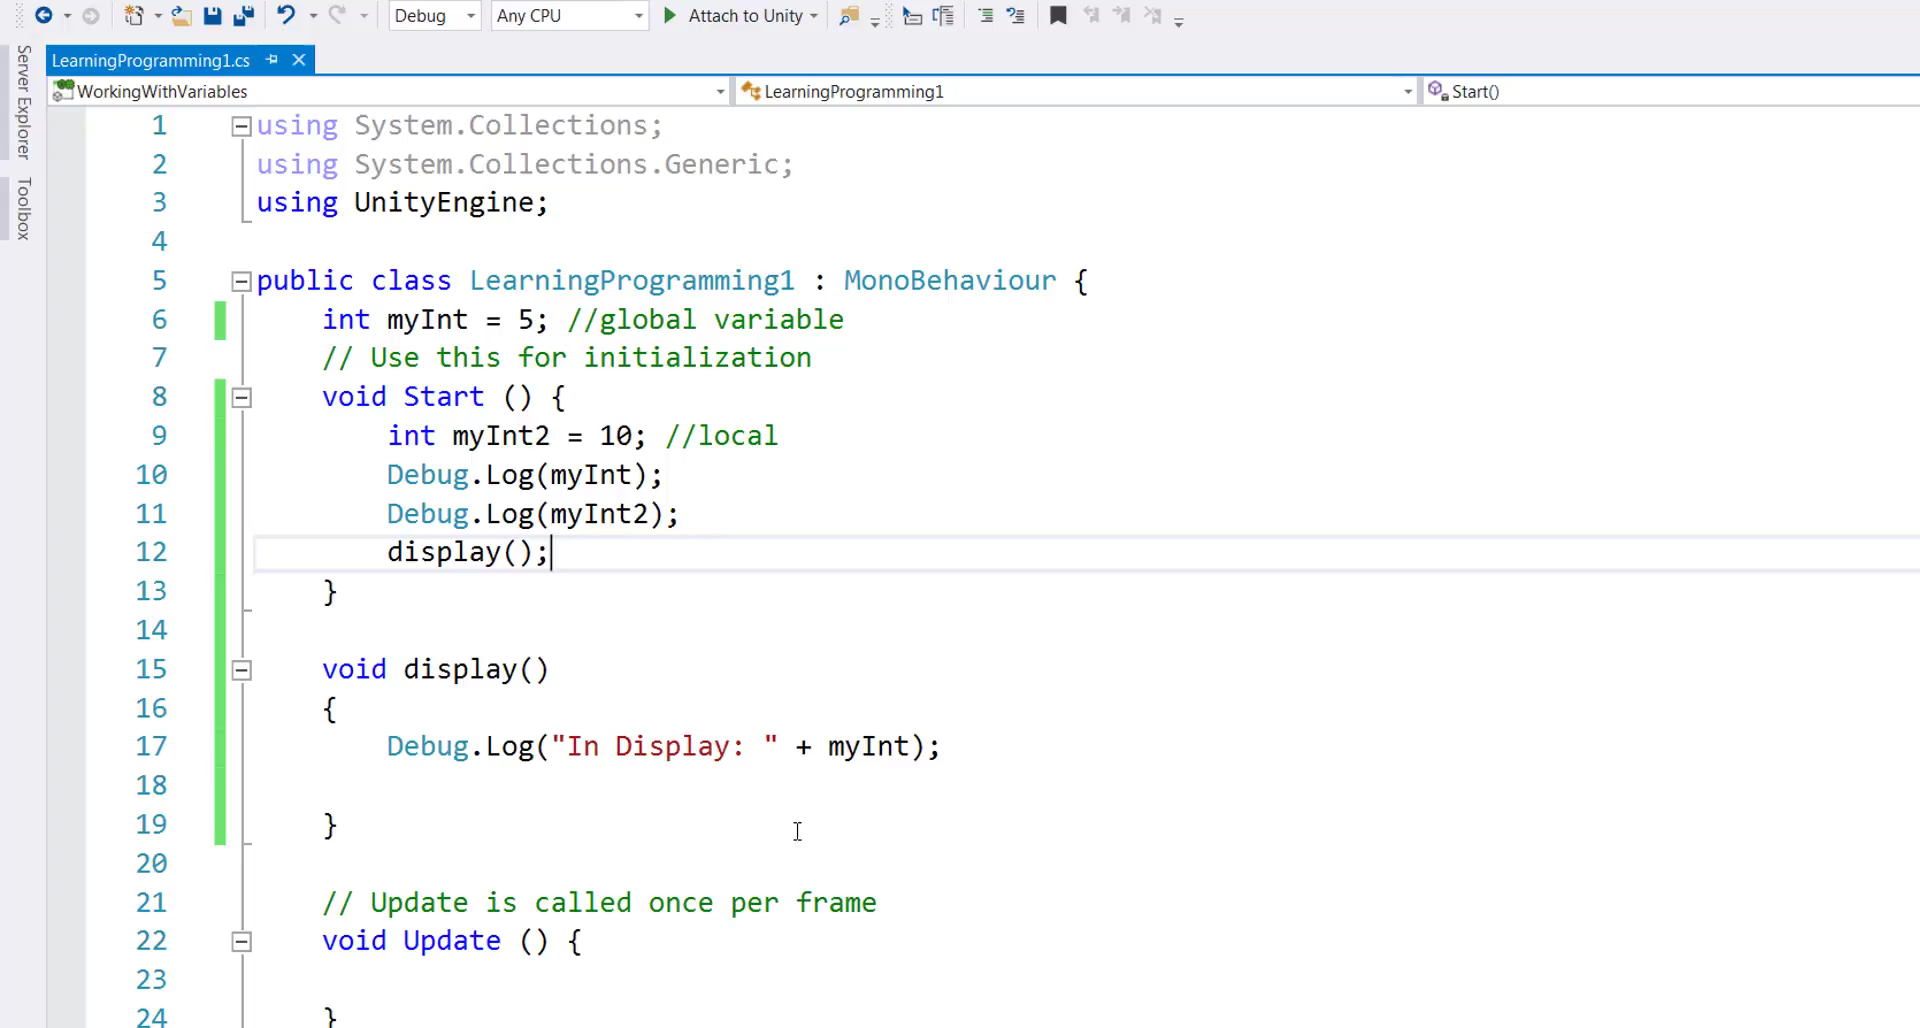 Debug Any CPU Attach to Unity
Server Explorer
Toolbox
LearningProgramming1.cs
WorkingWithVariables LearningProgramming1 Start()
1 using System.Collections;
2 using System.Collections.Generic;
3 using UnityEngine;
4
5 public class LearningProgramming1 : MonoBehaviour {
6 int myInt = 5; //global variable
7 // Use this for initialization
8 void Start () {
9 int myInt2 = 10; //local
10 Debug.Log(myInt);
11 Debug.Log(myInt2);
12 display();
13 }
14
15 void display()
16 {
17 Debug.Log("In Display: " + myInt);
18
19 }
20
21 // Update is called once per frame
22 void Update () {
23
24 }